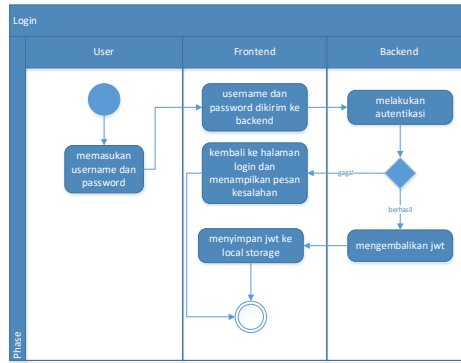 Login
User
Frontend
Backend
username dan
password dikirim ke
backend
melakukan
autentikasi
memasukan
username dan
password
kembali ke halaman
login dan
menampilkan pesan
kesalahan
gagal
berhasil
menyimpan jwt ke
local storage
mengembalikan jwt
Phase